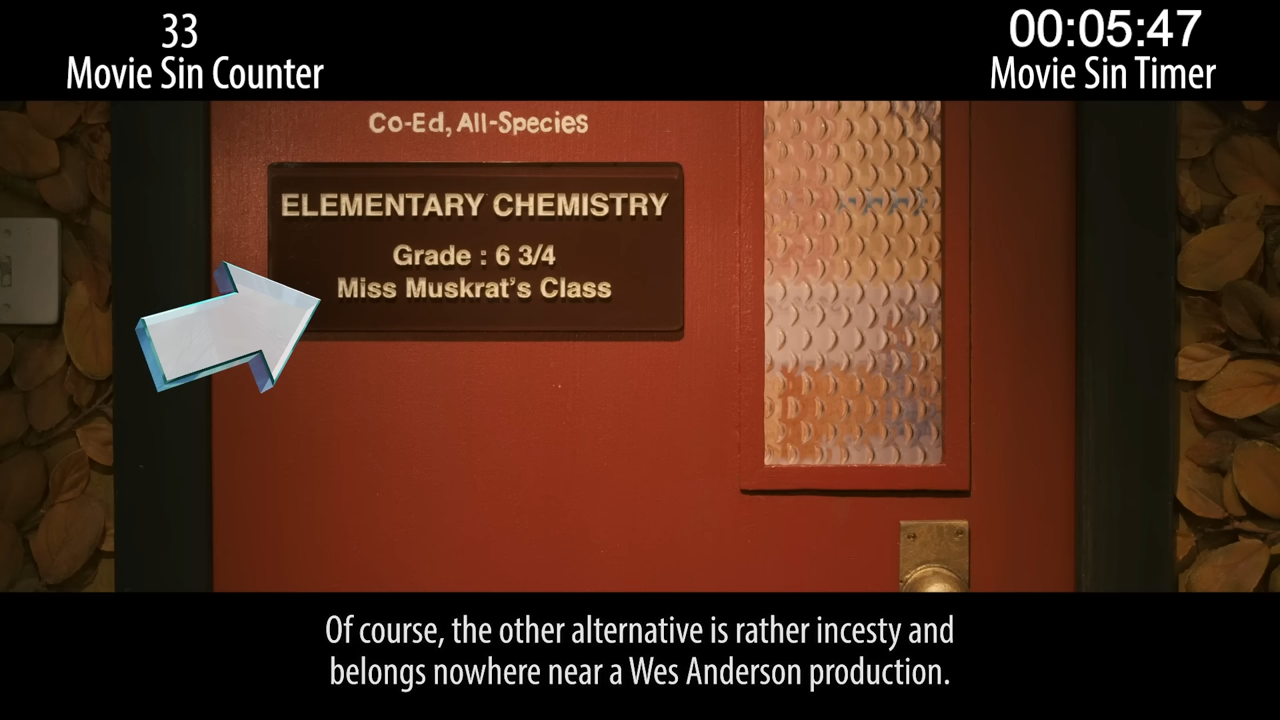 33
Movie Sin Counter
00:05:47
Movie Sin Timer
Co-Ed, All-Species
ELEMENTARY CHEMISTRY
Grade : 6 3/4
Miss Muskrat's Class
Of course, the other alternative is rather incesty and
belongs nowhere near a Wes Anderson production.